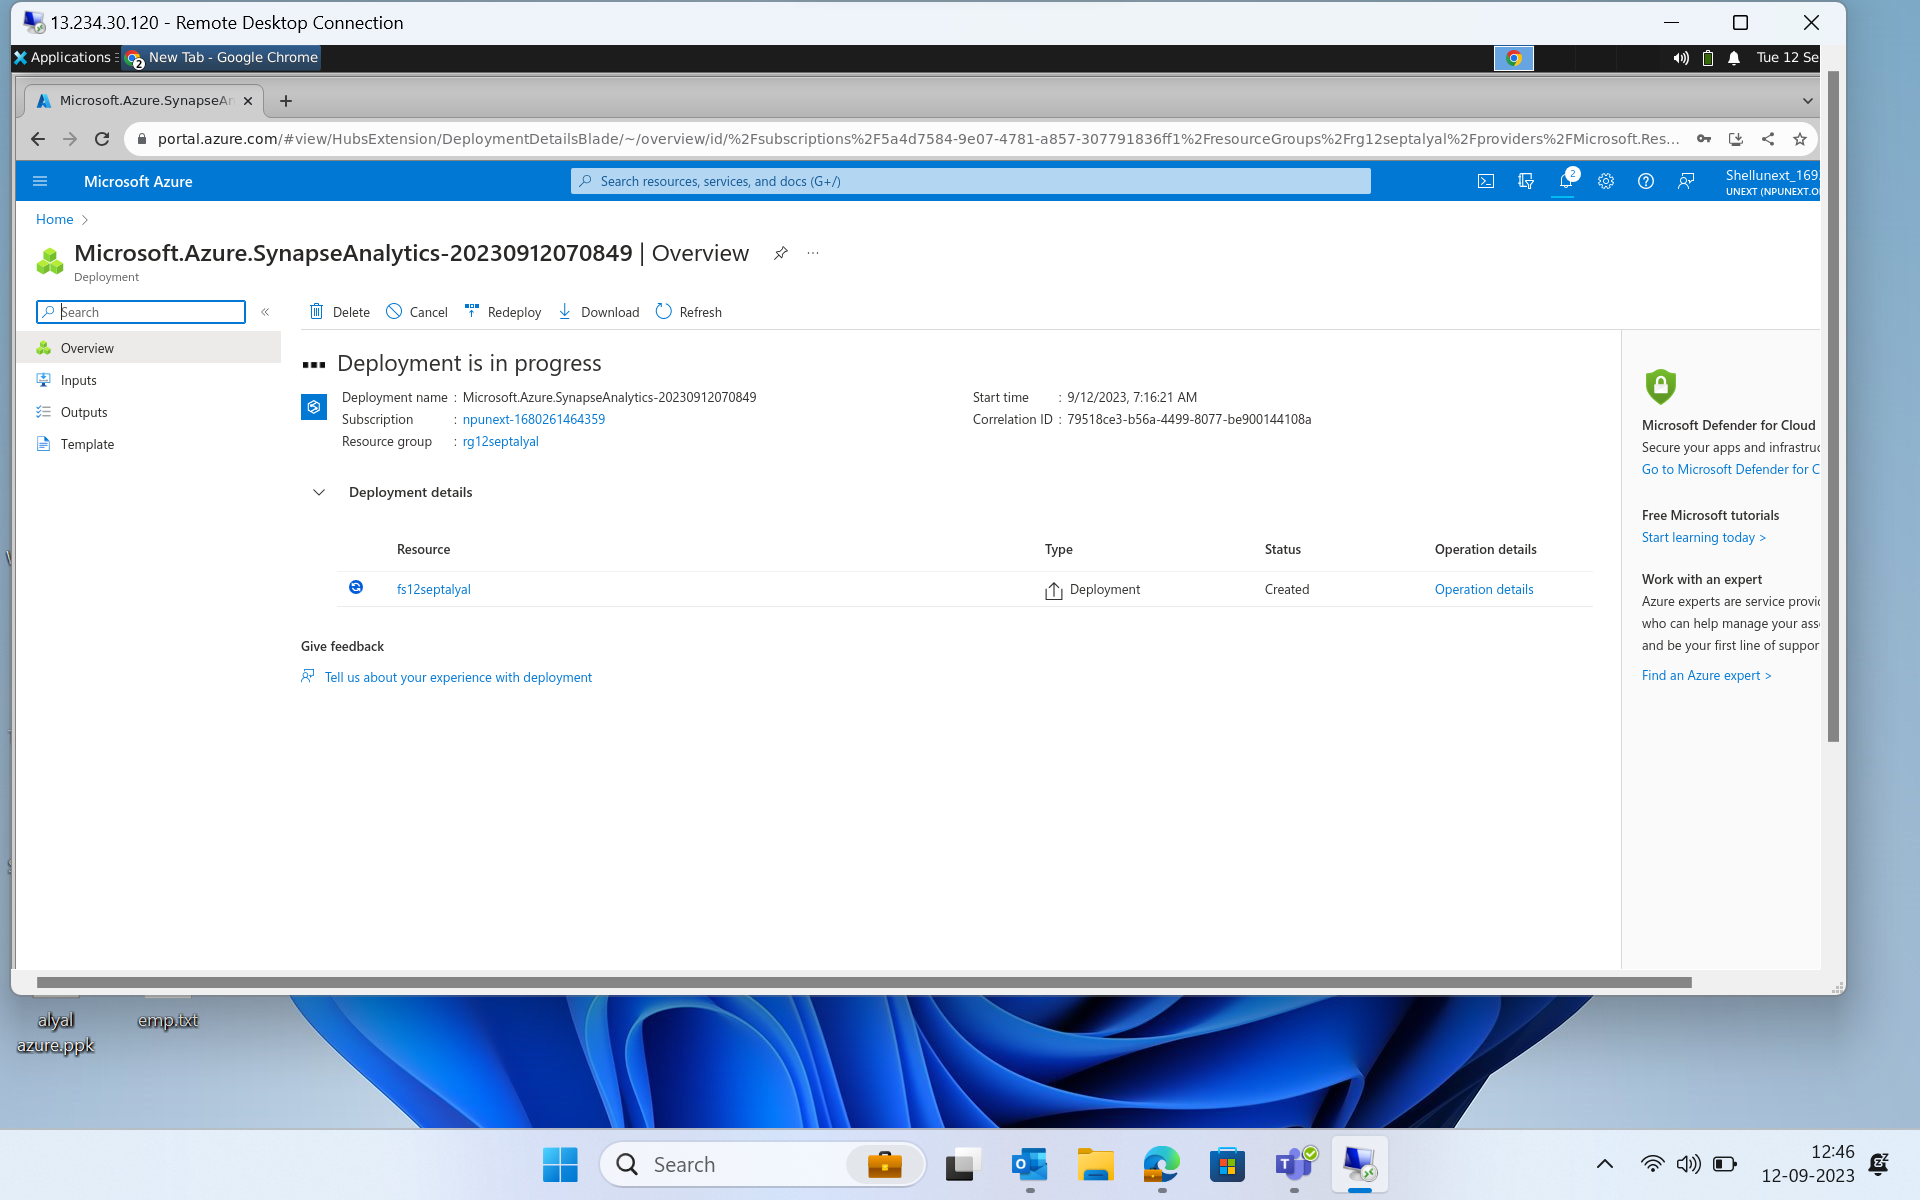 13.234.30.120 - Remote Desktop Connection
Applications
2 New Tab - Google Chrome
Tue 12 Se
Microsoft.Azure.SynapseAn
portal.azure.com/#view/HubsExtension/DeploymentDetailsBlade/~/overview/id/%2Fsubscriptions%2F5a4d7584-9e07-4781-a857-307791836ff1%2FresourceGroups%2Frg12septalyal%2Fproviders%2FMicrosoft.Res...
Microsoft Azure
Search resources, services, and docs (G+/)
2
Shellunext_169
UNEXT (NPUNEXT.O
Home
Microsoft.Azure.SynapseAnalytics-20230912070849 | Overview
Deployment
Search
Delete
Cancel
Redeploy
Download
Refresh
Overview
Inputs
Outputs
Template
Deployment is in progress
Deployment name : Microsoft.Azure.SynapseAnalytics-20230912070849
Subscription : npunext-1680261464359
Resource group : rg12septalyal
Start time : 9/12/2023, 7:16:21 AM
Correlation ID : 79518ce3-b56a-4499-8077-be900144108a
Deployment details
Resource Type Status Operation details
fs12septalyal Deployment Created Operation details
Give feedback
Tell us about your experience with deployment
Microsoft Defender for Cloud
Secure your apps and infrastruc
Go to Microsoft Defender for C
Free Microsoft tutorials
Start learning today >
Work with an expert
Azure experts are service provi
who can help manage your ass
and be your first line of suppor
Find an Azure expert >
alyal
azure.ppk
emp.txt
Search
12:46
12-09-2023